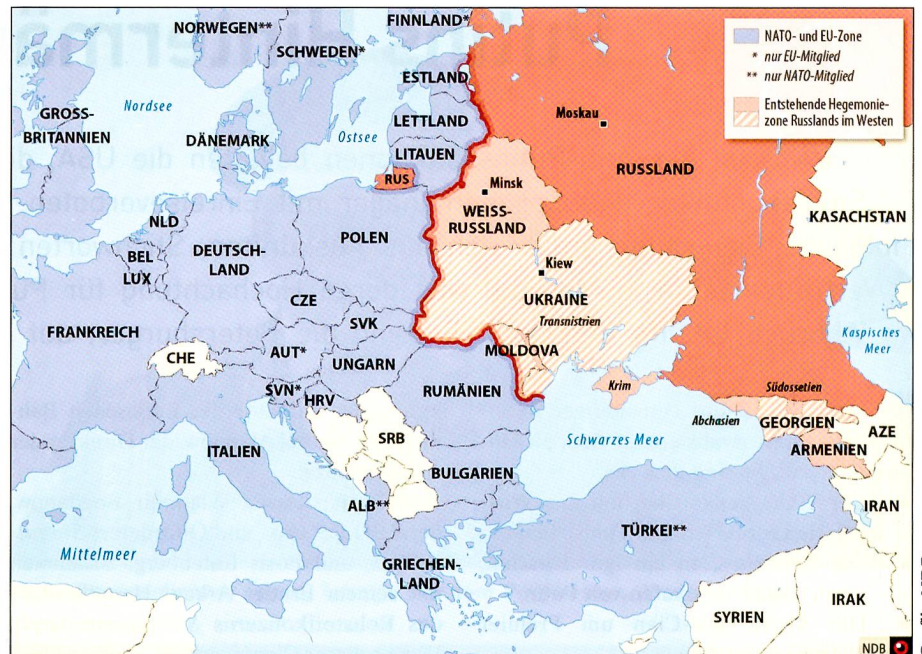 NORWEGEN**
FINNLAND*
SCHWEDEN*
ESTLAND
Nordsee
GROSS-
BRITANNIEN
DÄNEMARK
Ostsee
LETTLAND
LITAUEN
RUS
Moskau
RUSSLAND
NATO- und EU-Zone
* nur EU-Mitglied
** nur NATO-Mitglied
Entstehende Hegemonie-
zone Russlands im Westen
KASACHSTAN
Minsk
WEISS-
RUSSLAND
NLD
BEL
LUX
DEUTSCH-
LAND
POLEN
Kiew
UKRAINE
Transnistrien
CZE
SVK
FRANKREICH
CHE
AUT*
UNGARN
MOLDOVA
Kaspisches
Meer
SVN*
HRV
RUMÄNIEN
Krim
Südossetien
Abchasien
GEORGIEN
AZE
ARMENIEN
SRB
ITALIEN
Schwarzes Meer
BULGARIEN
ALB**
IRAN
TÜRKEI**
Mittelmeer
GRIECHEN-
LAND
SYRIEN
IRAK
NDB